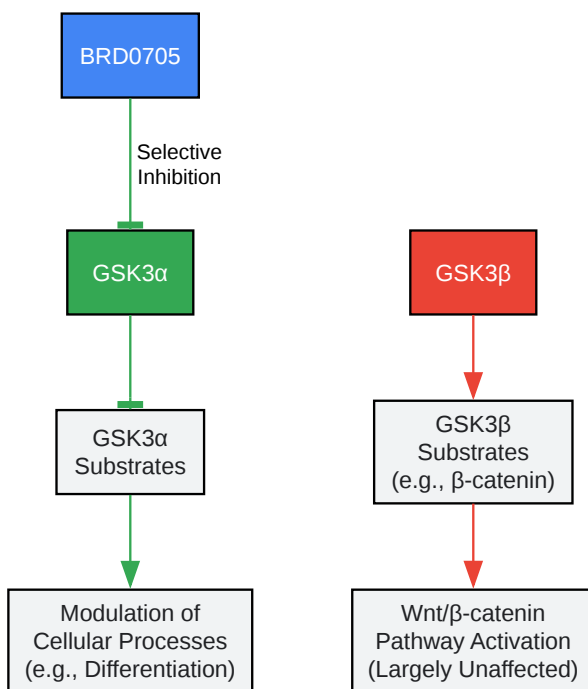 BRD0705
Selective
Inhibition
GSK3α
GSK3β
GSK3α
Substrates
GSK3β
Substrates
(e.g., β-catenin)
Modulation of
Cellular Processes
(e.g., Differentiation)
Wnt/β-catenin
Pathway Activation
(Largely Unaffected)